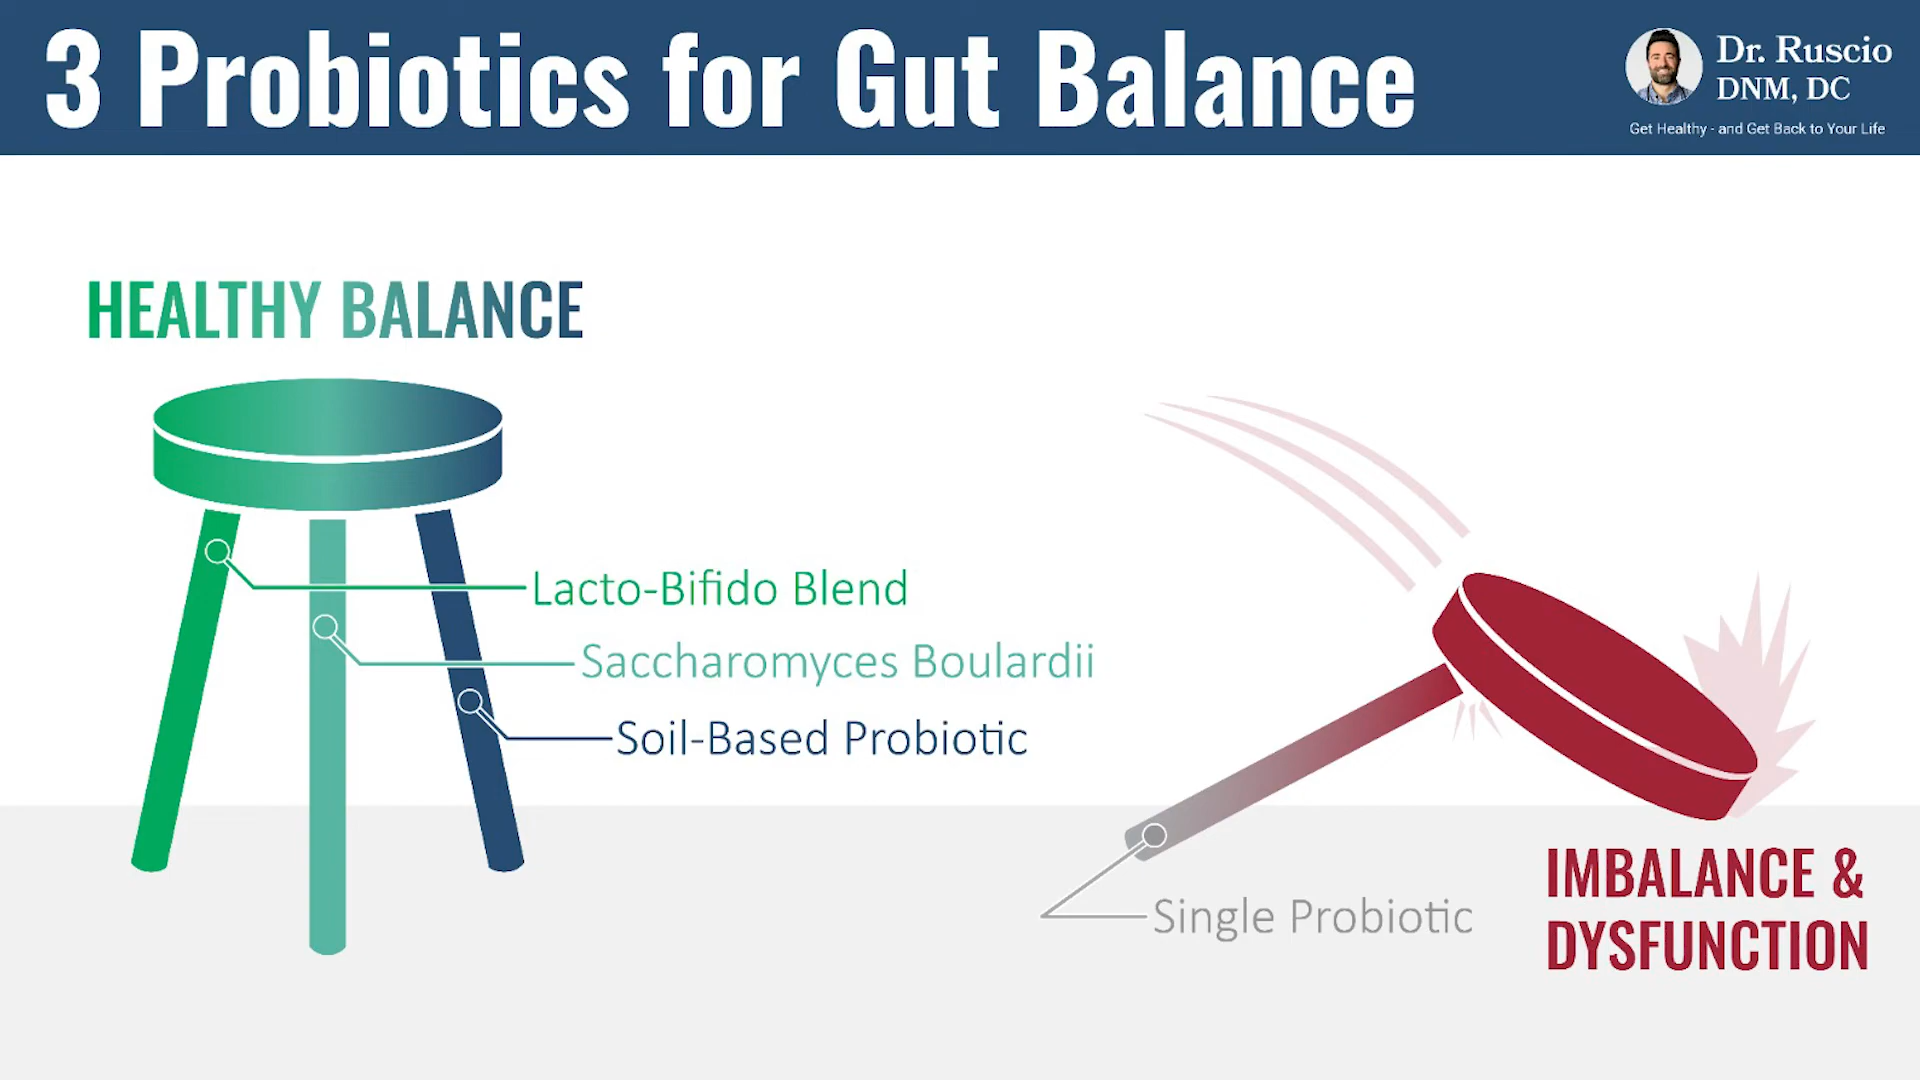 3 Probiotics for Gut Balance
Dr. Ruscio
DNM, DC
Get Healthy - and Get Back to Your Life
HEALTHY BALANCE
Lacto-Bifido Blend
Saccharomyces Boulardii
Soil-Based Probiotic
Single Probiotic
IMBALANCE &
DYSFUNCTION